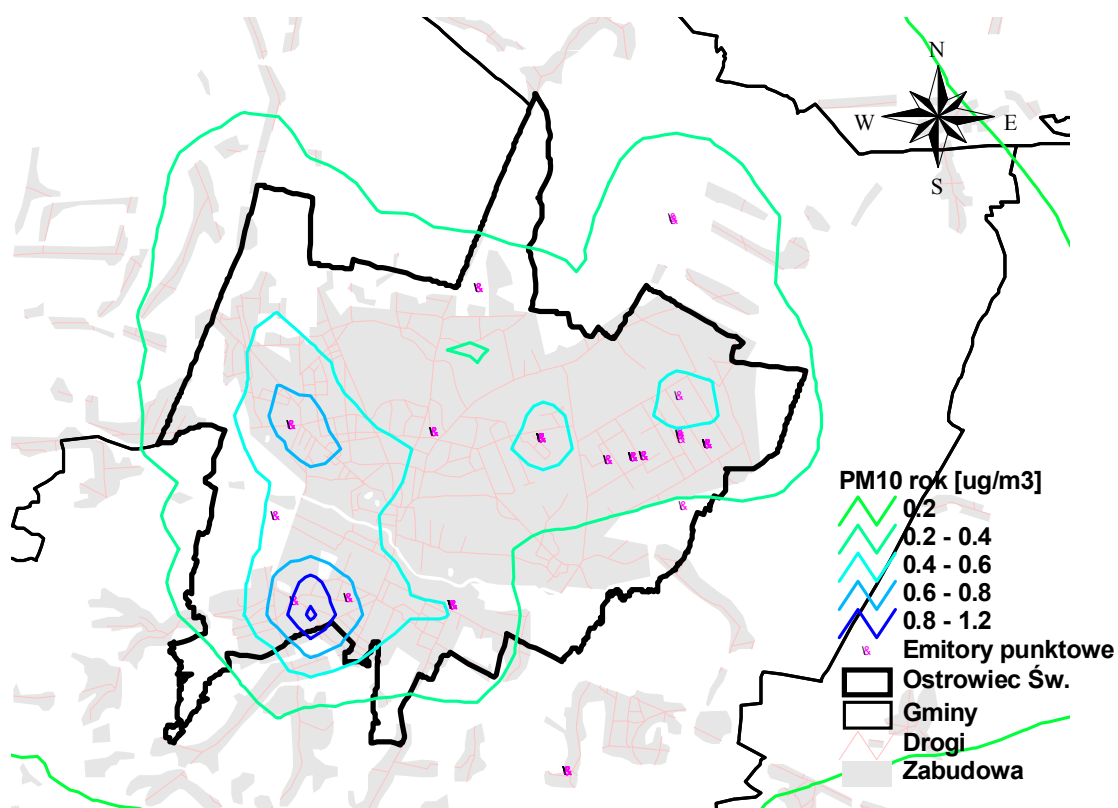 N
W E
S
PM10 rok [ug/m3]
0.2
0.2 - 0.4
0.4 - 0.6
0.6 - 0.8
0.8 - 1.2
Emitory punktowe
Ostrowiec Św.
Gminy
Drogi
Zabudowa